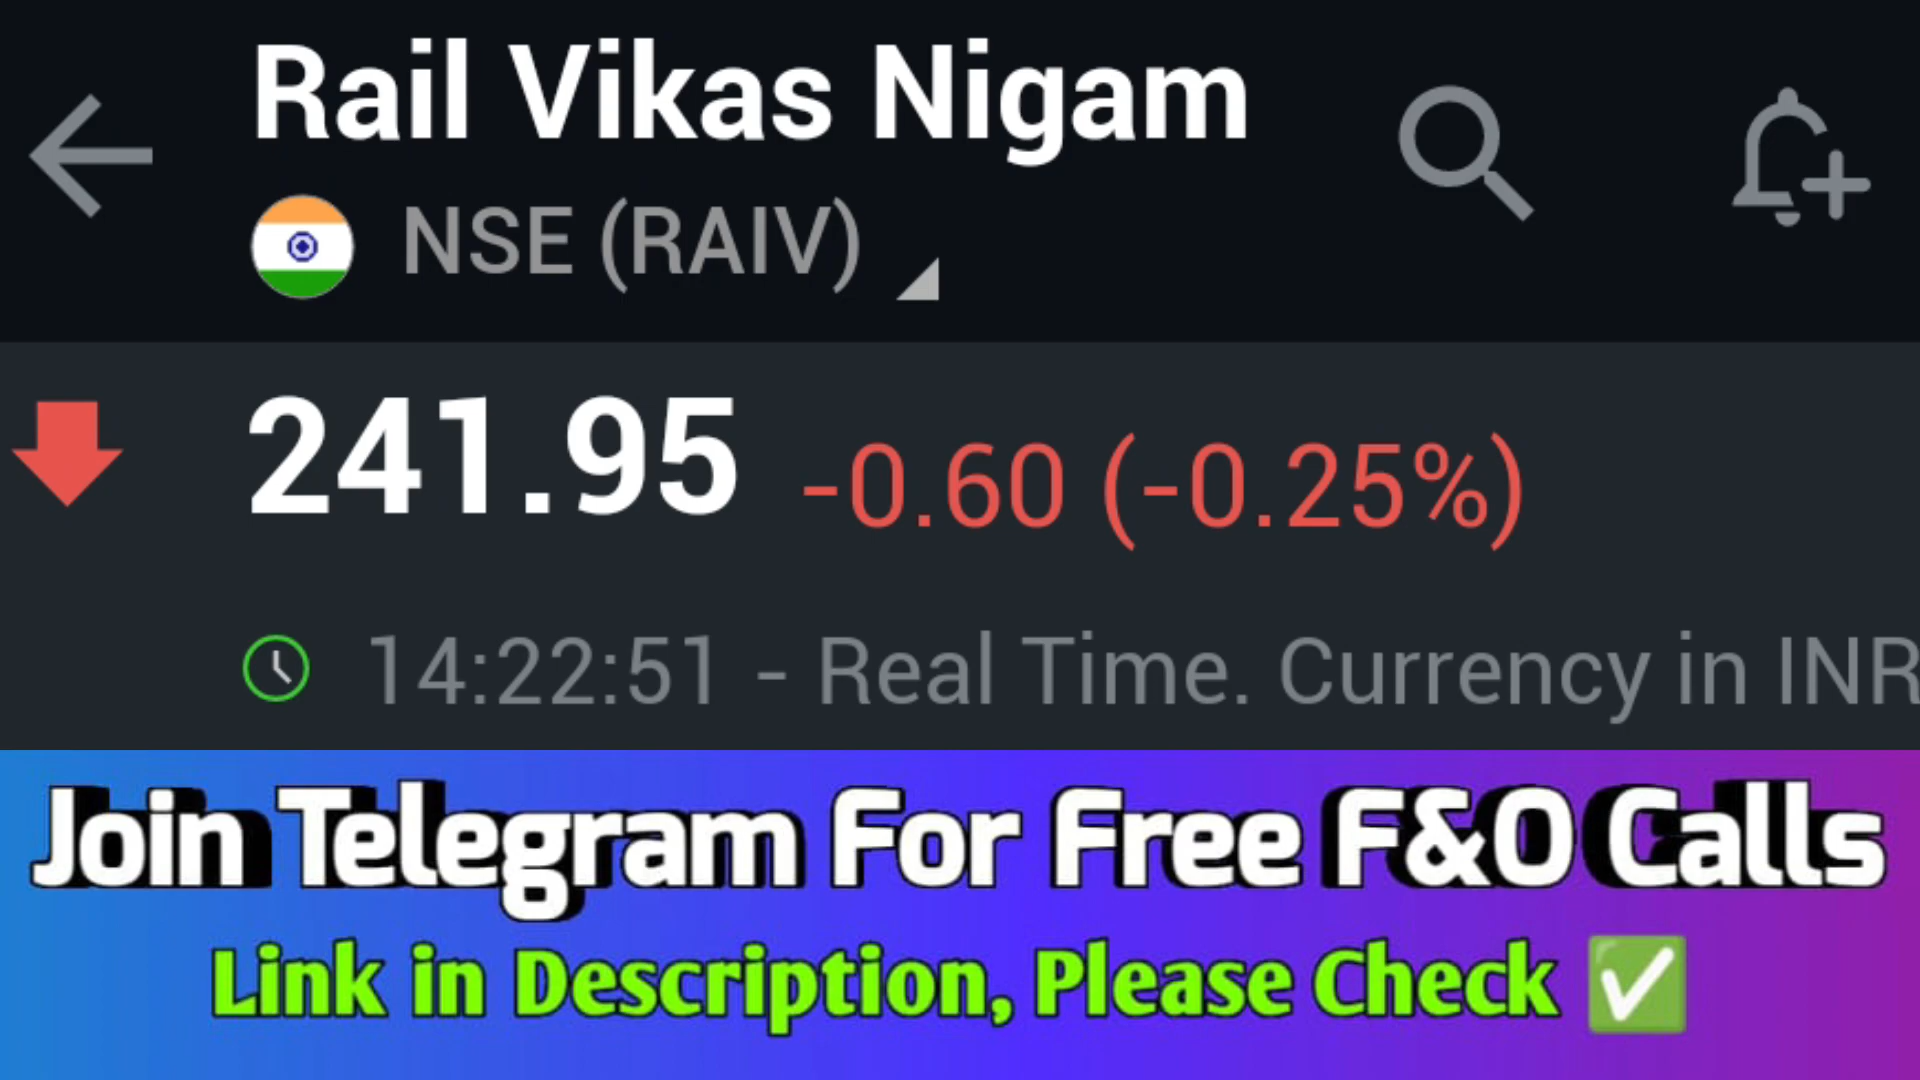 Rail Vikas Nigam
NSE (RAIV)
241.95 -0.60 (-0.25%)
14:22:51 - Real Time. Currency in INR
Join Telegram For Free F&O Calls
Link in Description, Please Check ✅